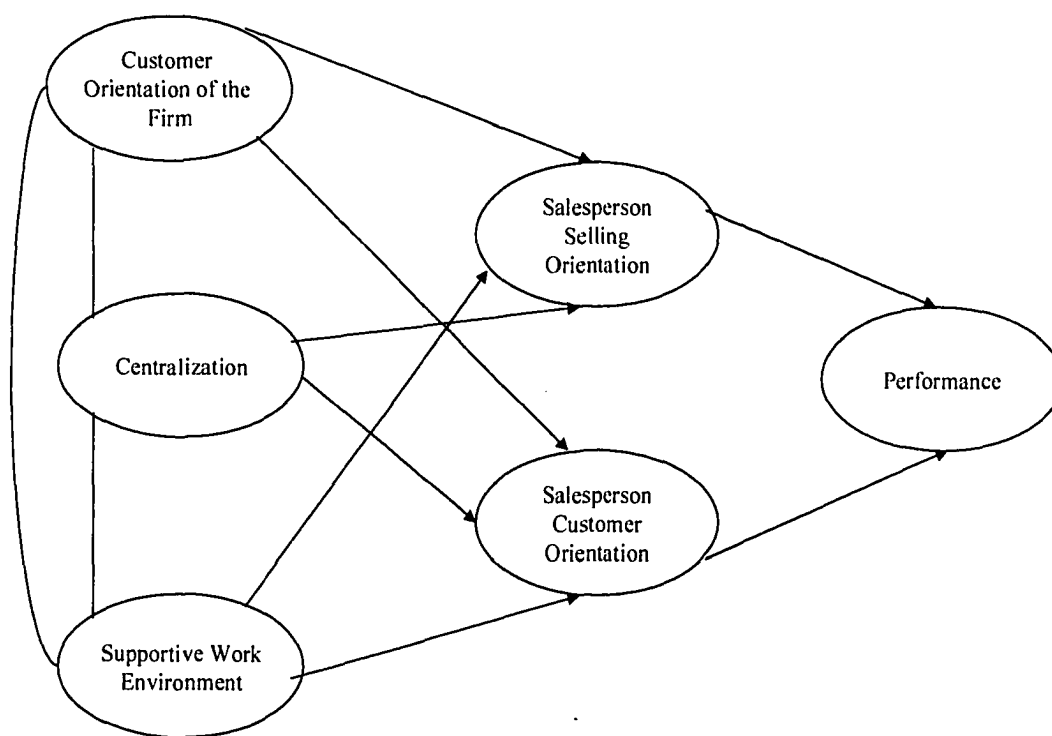 Customer
Orientation of the
Firm
Salesperson
Selling
Orientation
Centralization
Performance
Salesperson
Customer
Orientation
Supportive Work
Environment